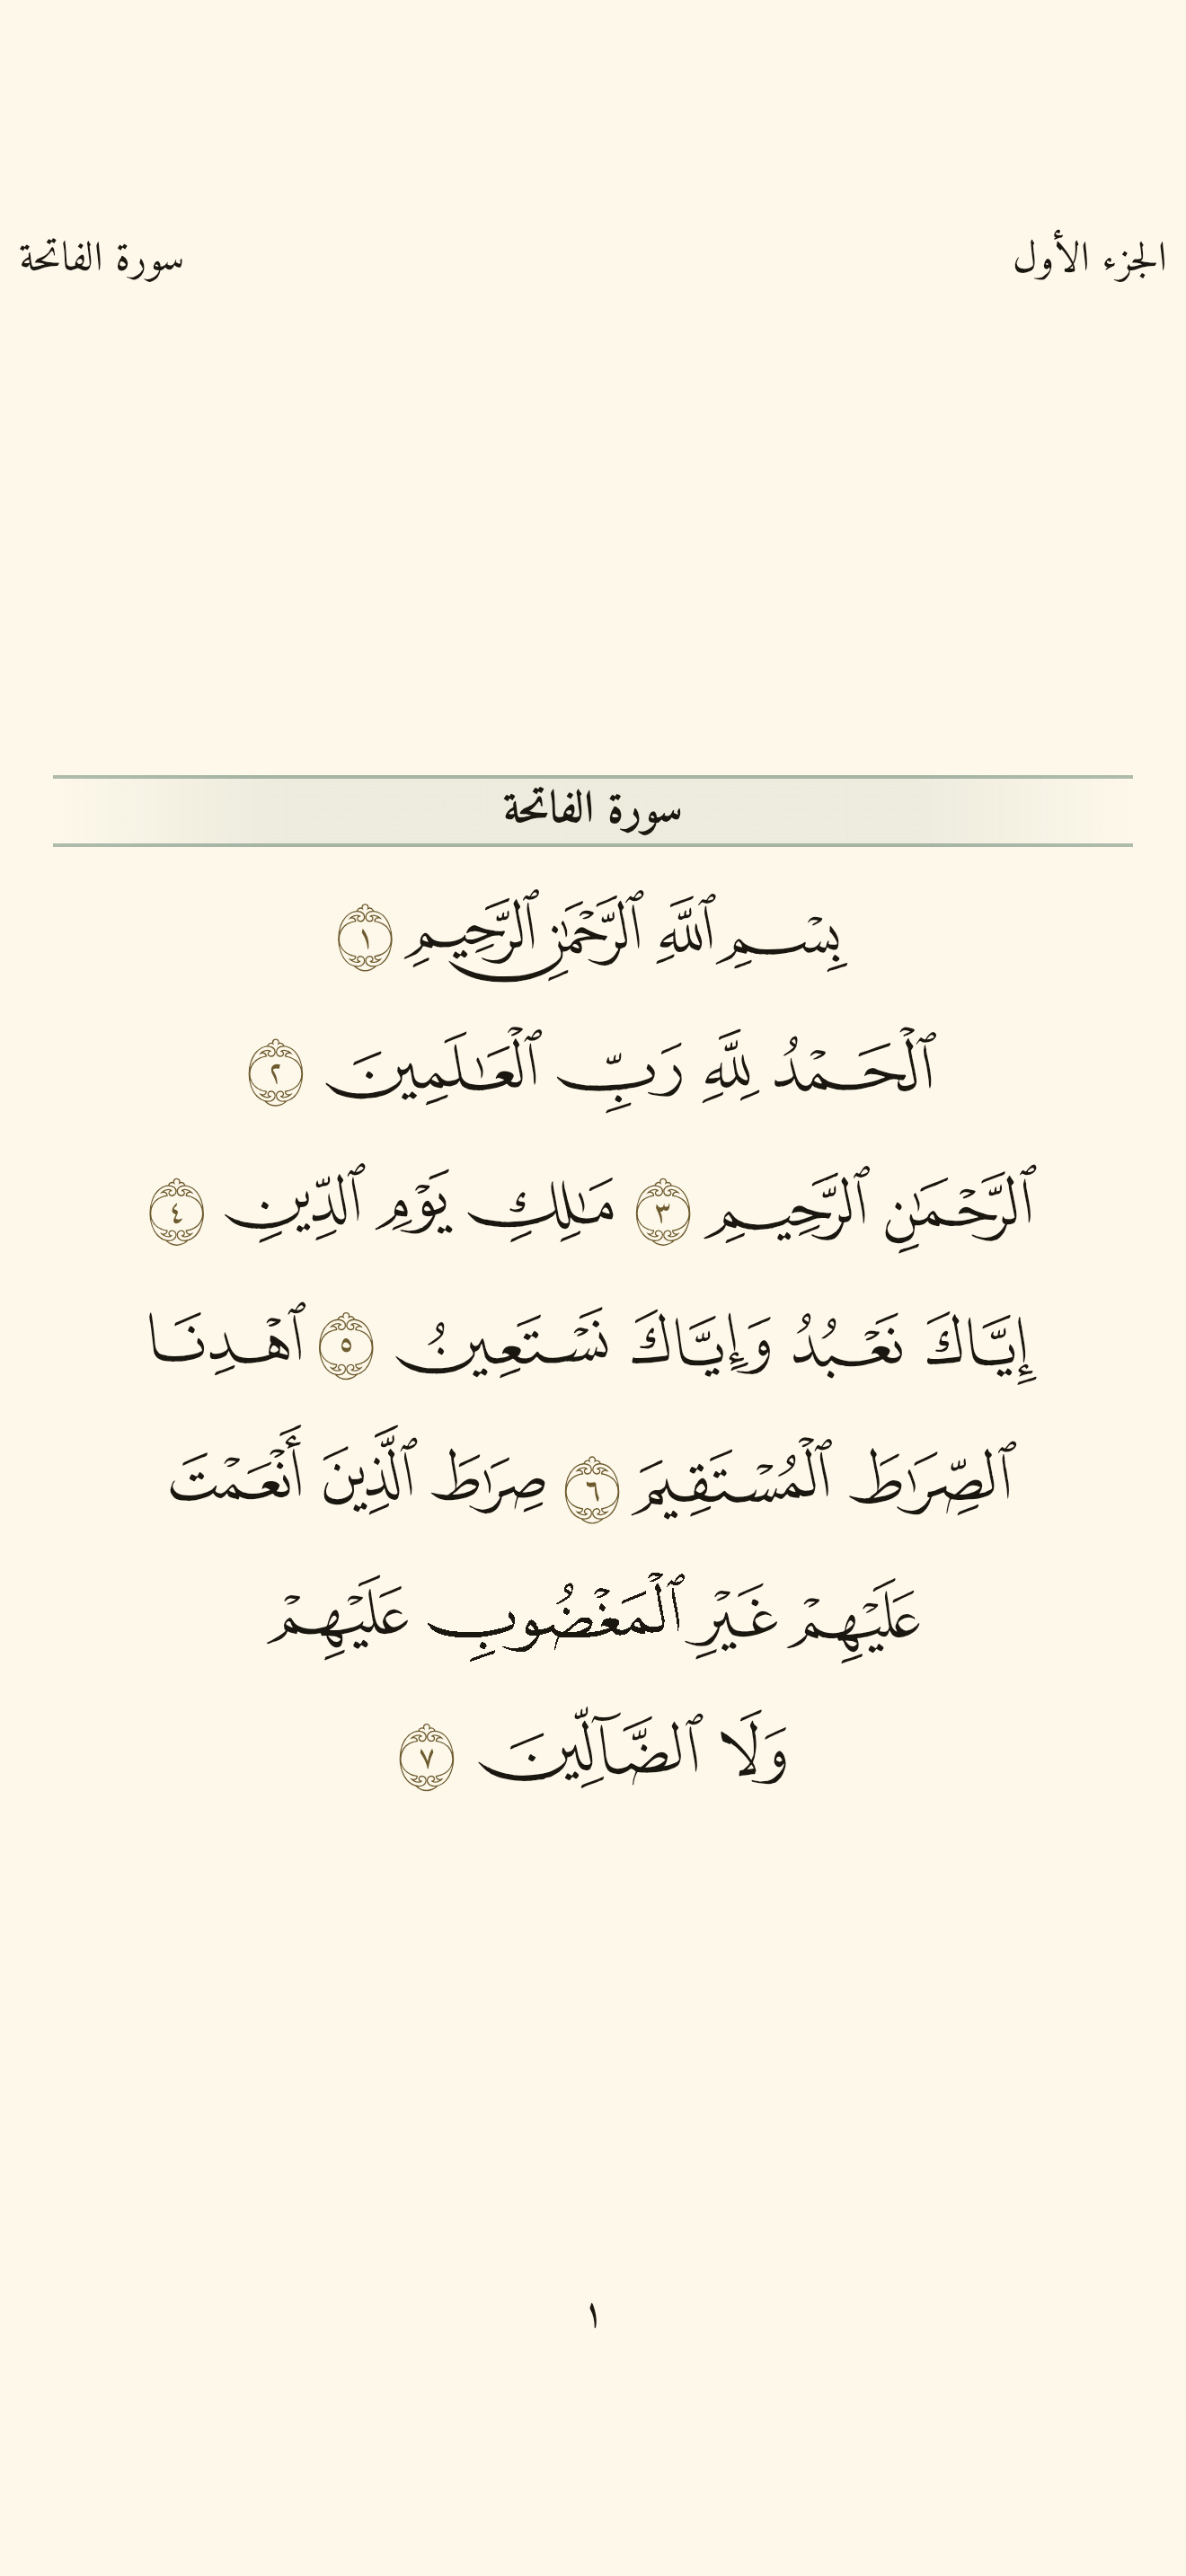 الجزء الأول
سورة الفاتحة
سورة الفاتحة
بِسْمِ ٱللَّهِ ٱلرَّحْمَٰنِ ٱلرَّحِيمِ ١
ٱلْحَمْدُ لِلَّهِ رَبِّ ٱلْعَٰلَمِينَ ٢
ٱلرَّحْمَٰنِ ٱلرَّحِيمِ ٣ مَٰلِكِ يَوْمِ ٱلدِّينِ ٤
إِيَّاكَ نَعْبُدُ وَإِيَّاكَ نَسْتَعِينُ ٥ ٱهْدِنَا
ٱلصِّرَٰطَ ٱلْمُسْتَقِيمَ ٦ صِرَٰطَ ٱلَّذِينَ أَنْعَمْتَ
عَلَيْهِمْ غَيْرِ ٱلْمَغْضُوبِ عَلَيْهِمْ
وَلَا ٱلضَّآلِّينَ ٧
١